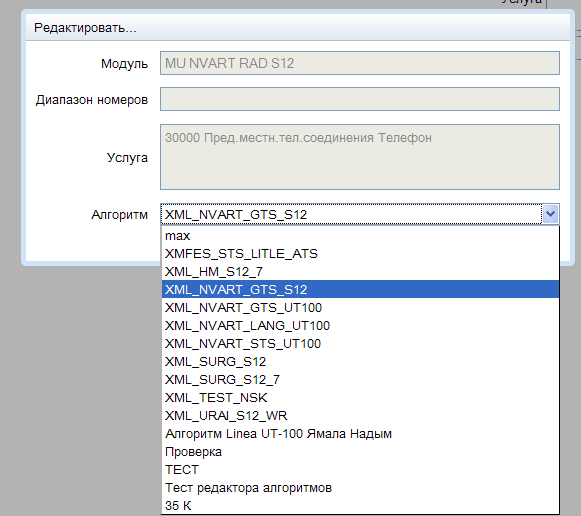 Услуга
Редактировать...
Модуль
MU NVART RAD S12
Диапазон номеров
Услуга
30000 Пред.местн.тел.соединения Телефон
Алгоритм
XML_NVART_GTS_S12
max
XMFES_STS_LITLE_ATS
XML_HM_S12_7
XML_NVART_GTS_S12
XML_NVART_GTS_UT100
XML_NVART_LANG_UT100
XML_NVART_STS_UT100
XML_SURG_S12
XML_SURG_S12_7
XML_TEST_NSK
XML_URAI_S12_WR
Алгоритм Linea UT-100 Ямала Надым
Проверка
ТЕСТ
Тест редактора алгоритмов
35 К